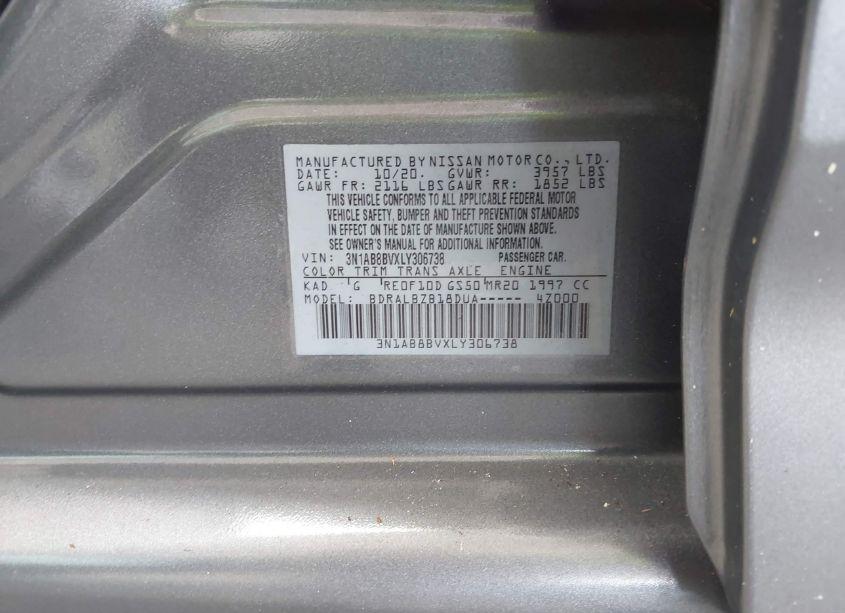 MANUFACTURED BY NISSAN MOTOR CO., LTD.
DATE: 10/20. GVWR: 3957 LBS
GAWR FR: 2116 LBS GAWR RR: 1852 LBS
THIS VEHICLE CONFORMS TO ALL APPLICABLE FEDERAL MOTOR
VEHICLE SAFETY, BUMPER AND THEFT PREVENTION STANDARDS
IN EFFECT ON THE DATE OF MANUFACTURE SHOWN ABOVE.
SEE OWNER'S MANUAL FOR ADDITIONAL INFORMATION.
VIN: 3N1AB8BVXLY306738 PASSENGER CAR.
COLOR TRIM TRANS AXLE ENGINE
KAD G RE0F10D GS50 MR20 1997 CC
MODEL: BDRALBZB18DUA----- 4Z000
3N1AB8BVXLY306738